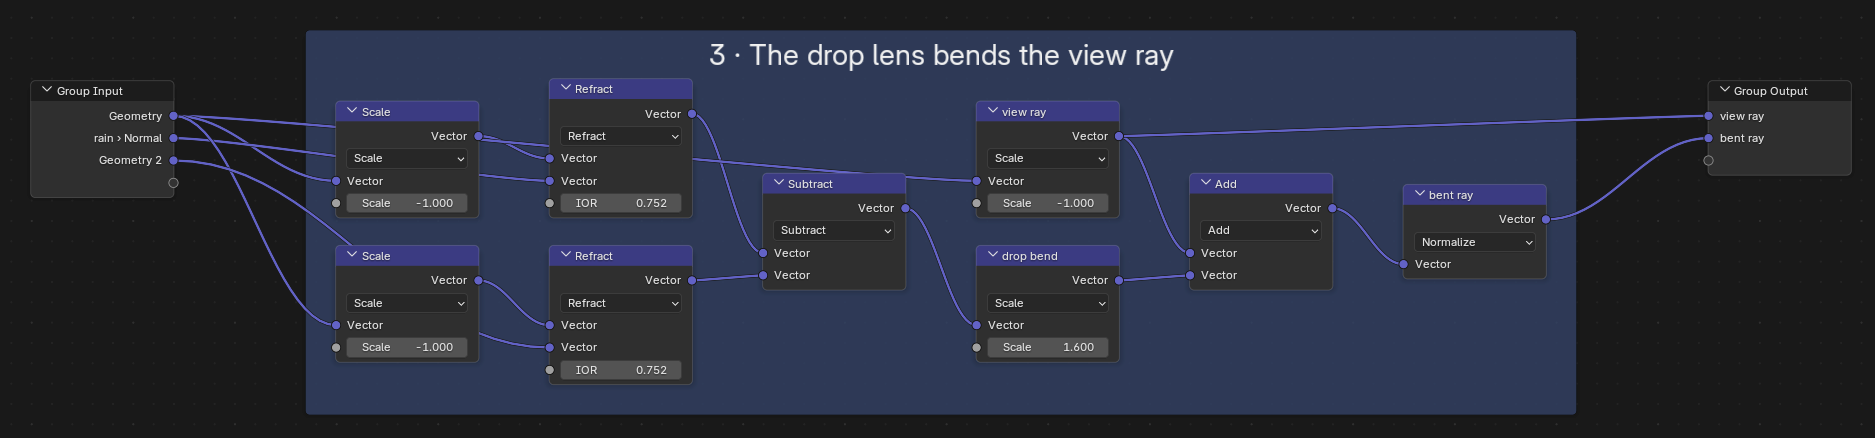 3 · The drop lens bends the view ray
Group Input
Geometry
rain › Normal
Geometry 2
Scale
Vector
Scale
Vector
Scale -1.000
Scale
Vector
Scale
Vector
Scale -1.000
Refract
Vector
Refract
Vector
Vector
IOR 0.752
Refract
Vector
Refract
Vector
Vector
IOR 0.752
Subtract
Vector
Subtract
Vector
Vector
view ray
Vector
Scale
Vector
Scale -1.000
drop bend
Vector
Scale
Vector
Scale 1.600
Add
Vector
Add
Vector
Vector
bent ray
Vector
Normalize
Vector
Group Output
view ray
bent ray